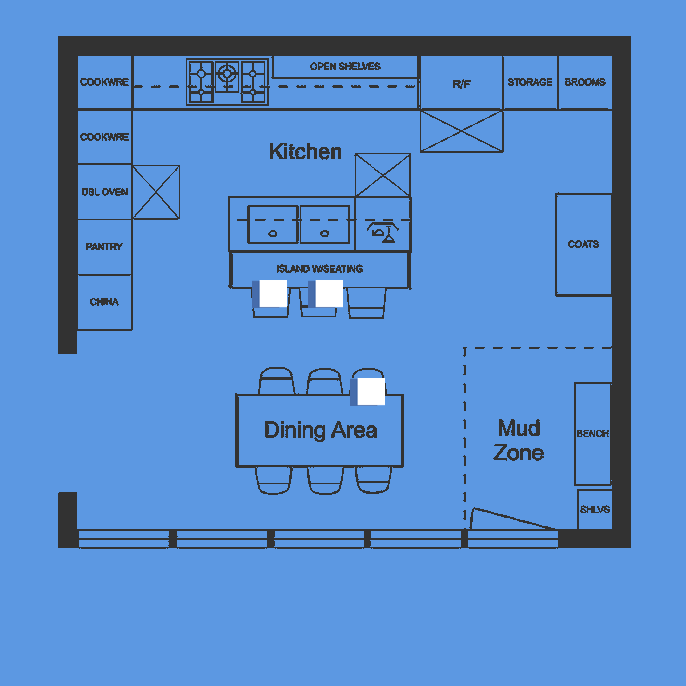 COOKWRE
OPEN SHELVES
R/F
STORAGE
BROOMS
COOKWRE
Kitchen
DBL OVEN
PANTRY
COATS
ISLAND W/SEATING
CHINA
Dining Area
Mud
Zone
BENCH
SHLVS